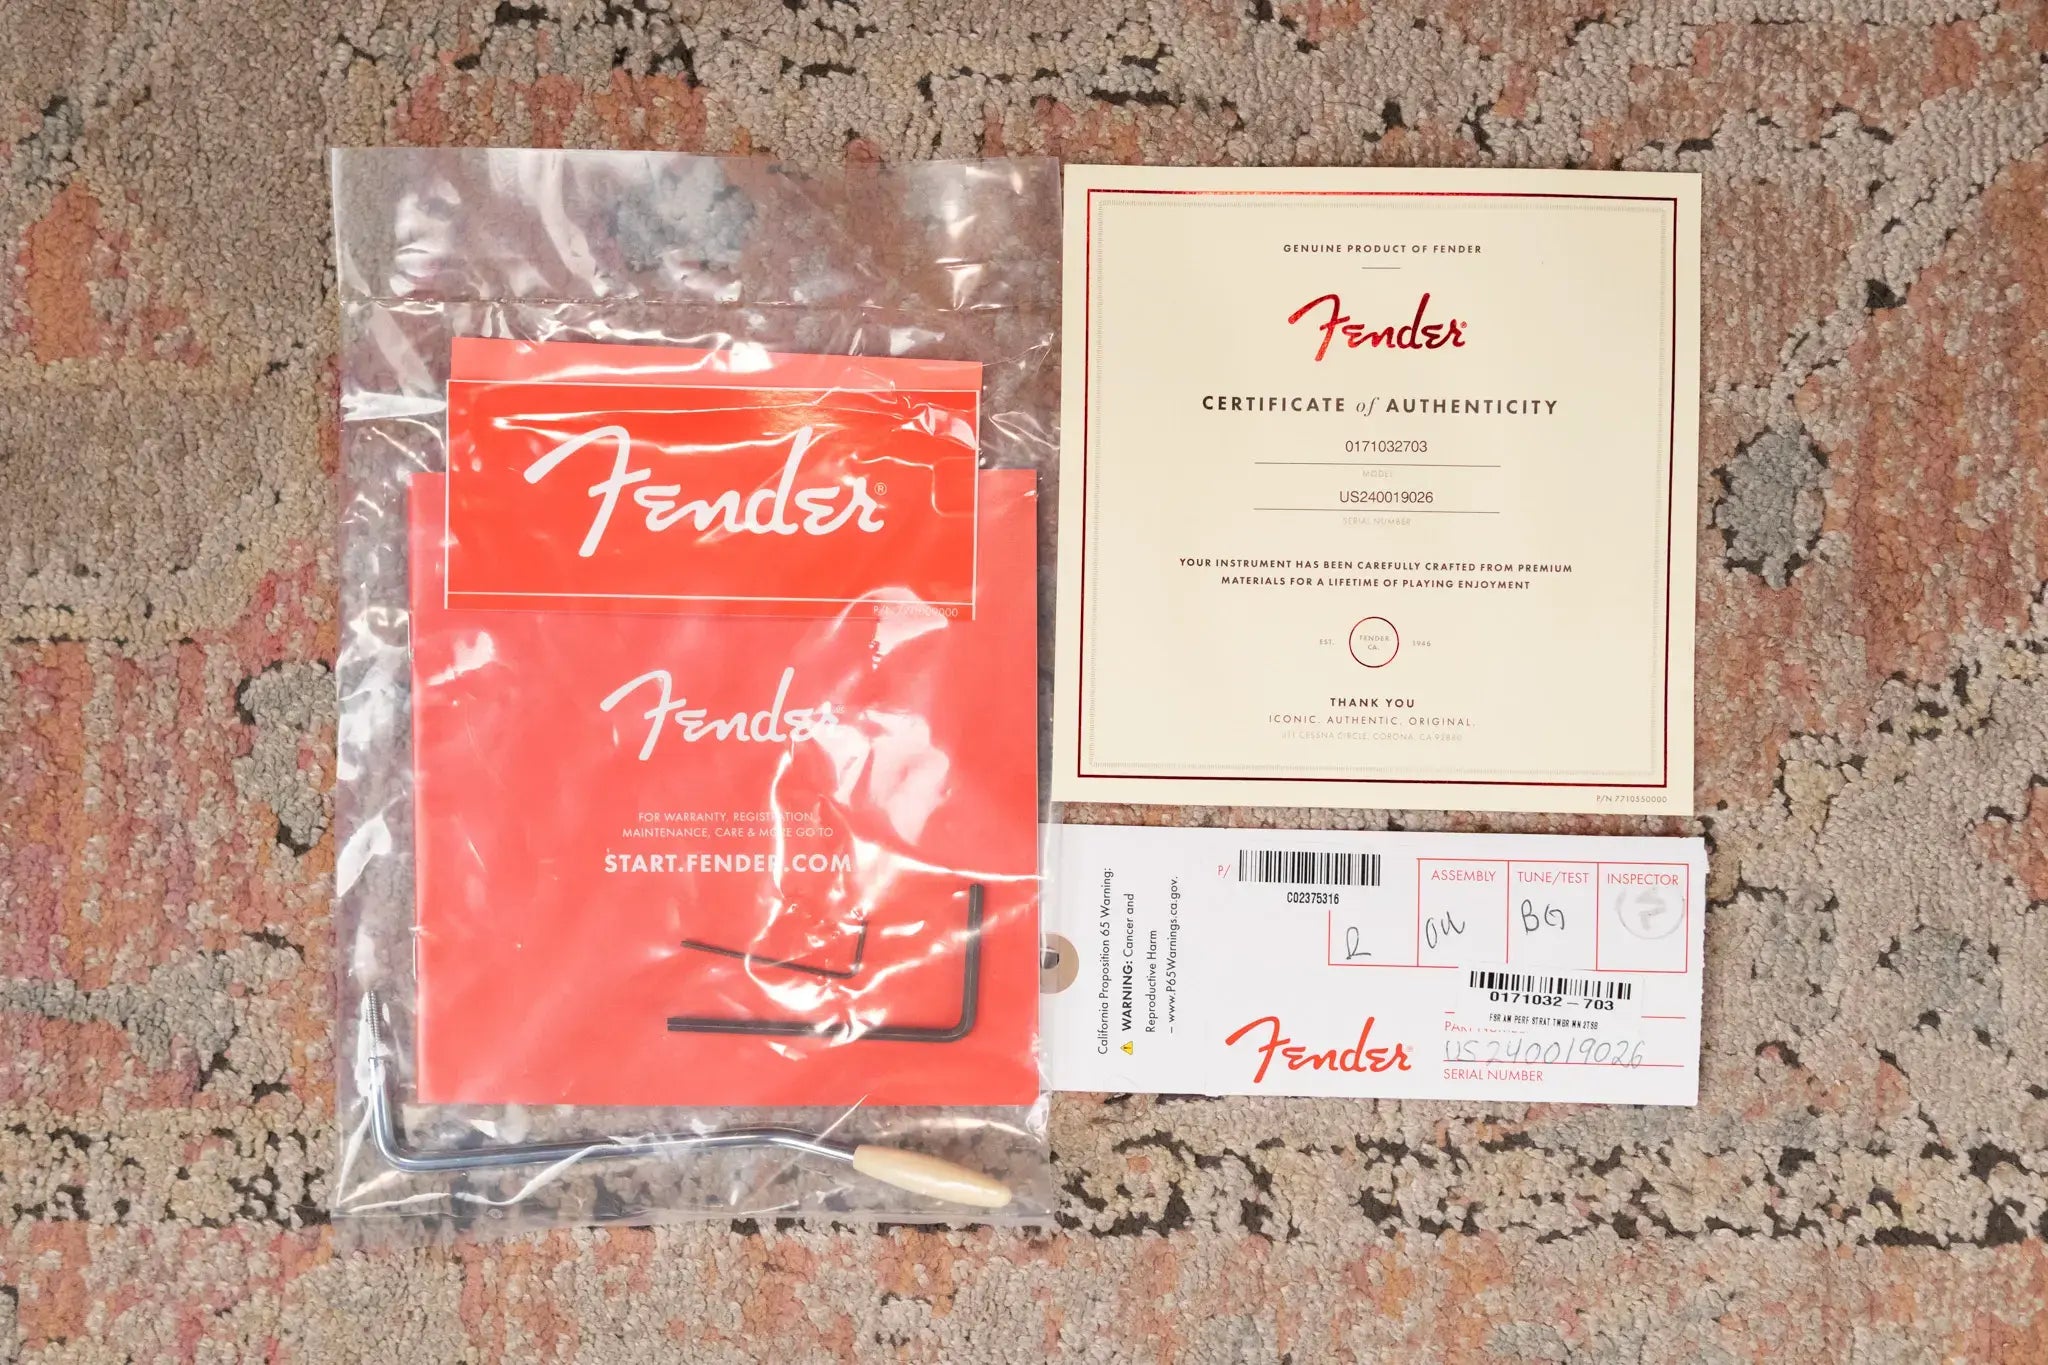 Fender®
P/N 7710509000
Fender
FOR WARRANTY, REGISTRATION,
MAINTENANCE, CARE & MORE GO TO
START.FENDER.COM
GENUINE PRODUCT OF FENDER
Fender®
CERTIFICATE of AUTHENTICITY
0171032703
MODEL
US240019026
SERIAL NUMBER
YOUR INSTRUMENT HAS BEEN CAREFULLY CRAFTED FROM PREMIUM
MATERIALS FOR A LIFETIME OF PLAYING ENJOYMENT
EST. FENDER 1946
CA.
THANK YOU
ICONIC. AUTHENTIC. ORIGINAL.
311 CESSNA CIRCLE, CORONA, CA 92880
P/N 7710550000
California Proposition 65 Warning:
⚠ WARNING: Cancer and
Reproductive Harm
– www.P65Warnings.ca.gov.
P/
C02375316
ASSEMBLY TUNE/TEST INSPECTOR
BG
0171032-703
FSR AM PERF STRAT TMBR MN 2TSB
US240019026
SERIAL NUMBER
Fender®